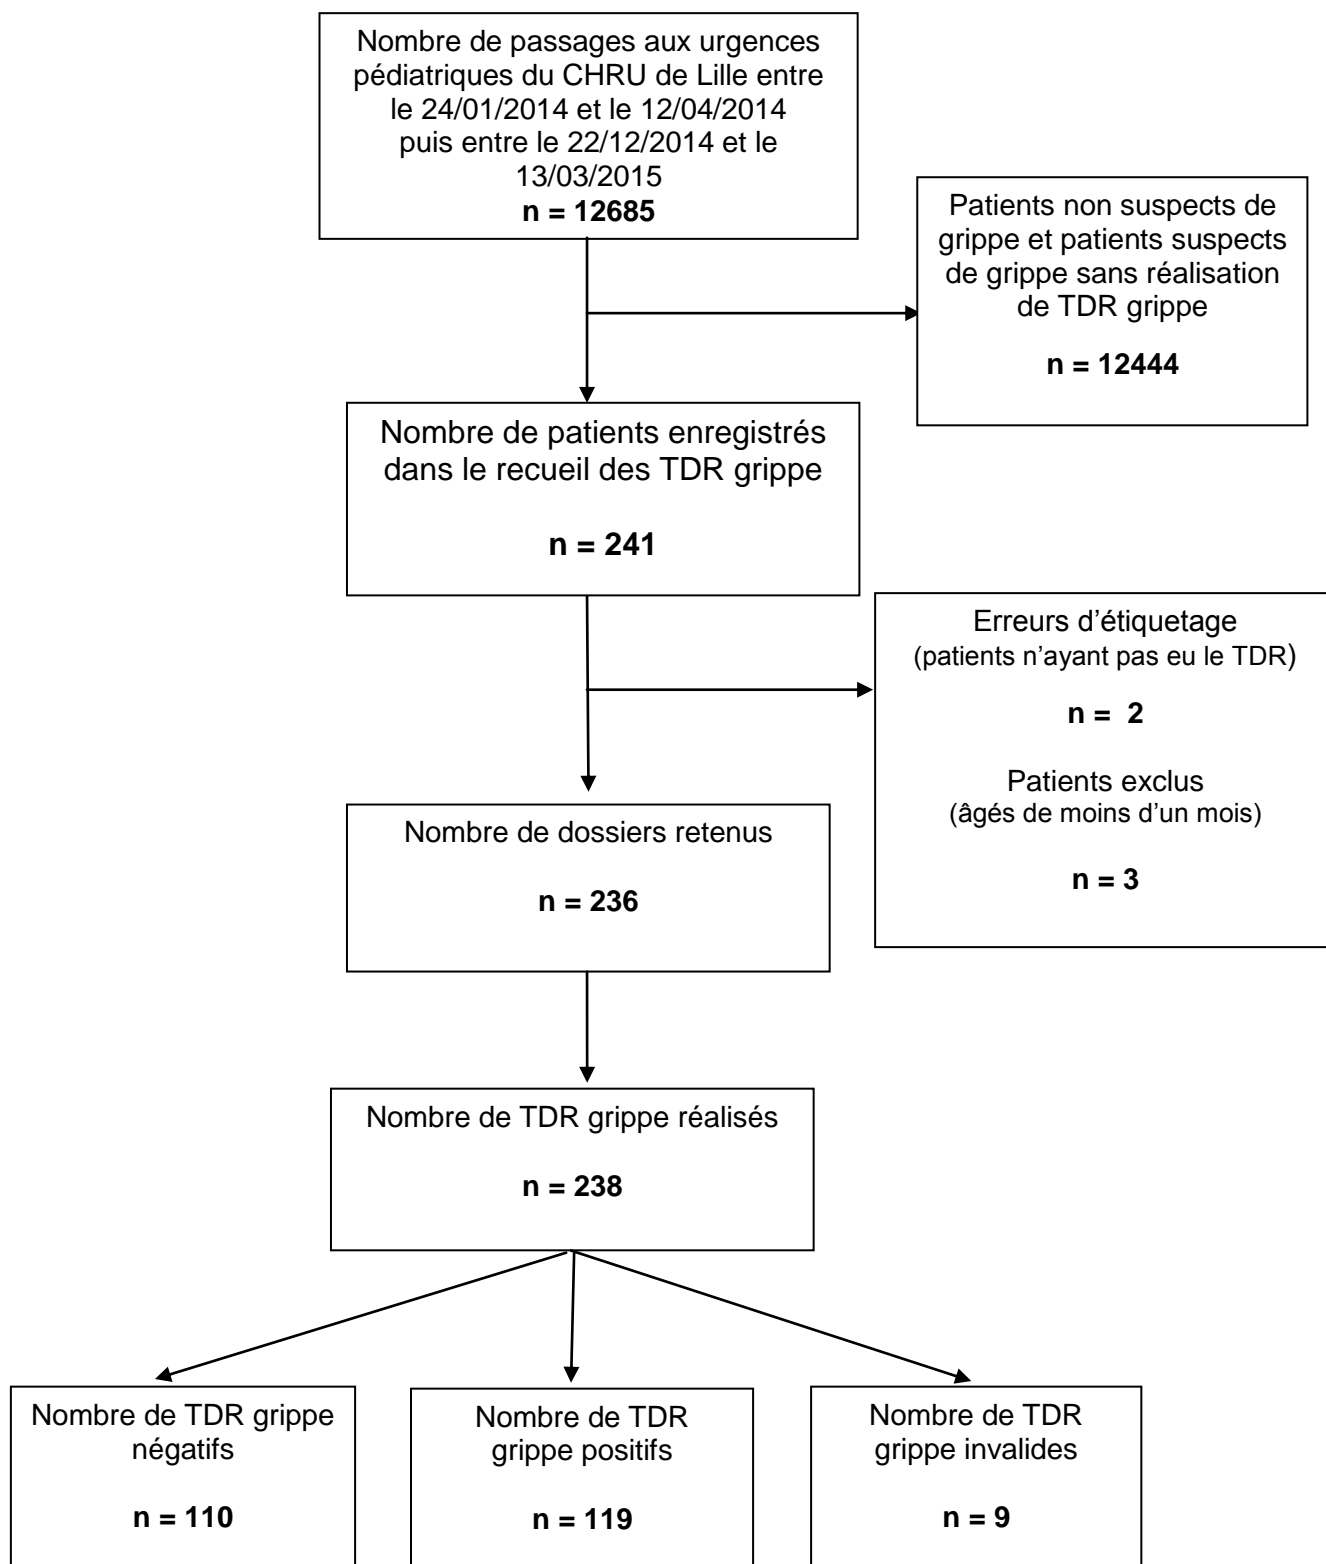 Nombre de passages aux urgences
pédiatriques du CHRU de Lille entre
le 24/01/2014 et le 12/04/2014
puis entre le 22/12/2014 et le
13/03/2015
n = 12685
Patients non suspects de
grippe et patients suspects
de grippe sans réalisation
de TDR grippe
n = 12444
Nombre de patients enregistrés
dans le recueil des TDR grippe
n = 241
Erreurs d’étiquetage
(patients n’ayant pas eu le TDR)
n = 2
Patients exclus
(âgés de moins d’un mois)
n = 3
Nombre de dossiers retenus
n = 236
Nombre de TDR grippe réalisés
n = 238
Nombre de TDR grippe
négatifs
n = 110
Nombre de TDR
grippe positifs
n = 119
Nombre de TDR
grippe invalides
n = 9